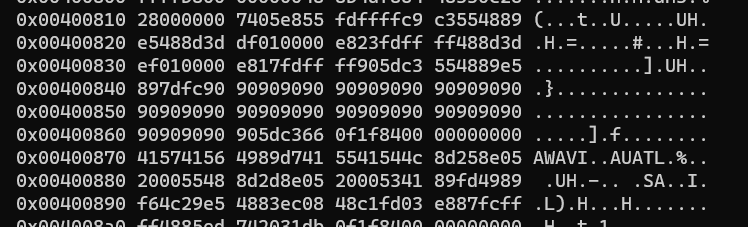 0x00400810 28000000 7405e855 fdffffc9 c3554889 (...t..U.....UH.
0x00400820 e5488d3d df010000 e823fdff ff488d3d .H.=.....#...H.=
0x00400830 ef010000 e817fdff ff905dc3 554889e5 ..........].UH..
0x00400840 897dfc90 90909090 90909090 90909090 .}..............
0x00400850 90909090 90909090 90909090 90909090 ................
0x00400860 90909090 905dc366 0f1f8400 00000000 .....].f........
0x00400870 41574156 4989d741 5541544c 8d258e05 AWAVI..AUATL.%..
0x00400880 20005548 8d2d8e05 20005341 89fd4989  .UH.-.. .SA..I.
0x00400890 f64c29e5 4883ec08 48c1fd03 e887fcff .L).H...H.......